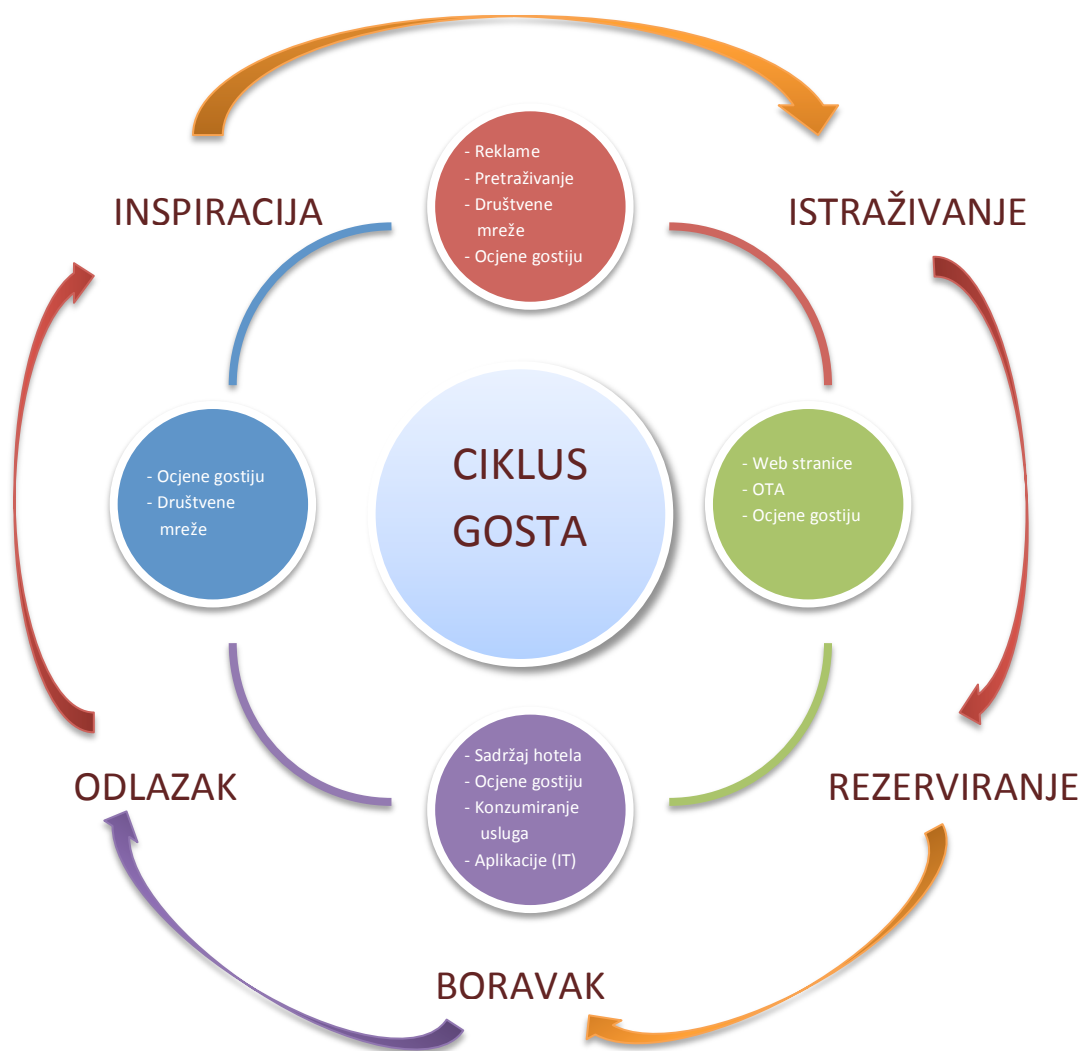 - Reklame
- Pretraživanje
- Društvene
mreže
- Ocjene gostiju
INSPIRACIJA
ISTRAŽIVANJE
CIKLUS
GOSTA
- Ocjene gostiju
- Društvene
mreže
- Web stranice
- OTA
- Ocjene gostiju
- Sadržaj hotela
- Ocjene gostiju
- Konzumiranje
usluga
- Aplikacije (IT)
ODLAZAK
REZERVIRANJE
BORAVAK